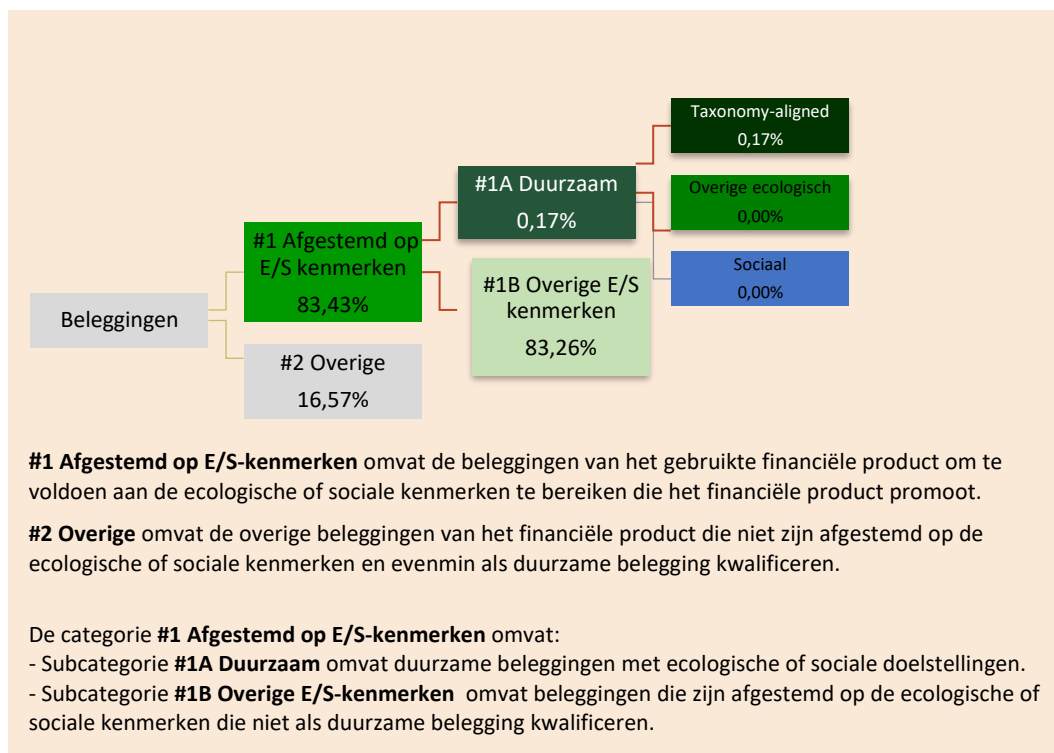 Taxonomy-aligned
0,17%
#1A Duurzaam
0,17%
Overige ecologisch
0,00%
#1 Afgestemd op
E/S kenmerken
83,43%
Sociaal
0,00%
#1B Overige E/S
kenmerken
83,26%
Beleggingen
#2 Overige
16,57%
#1 Afgestemd op E/S-kenmerken omvat de beleggingen van het gebruikte financiële product om te
voldoen aan de ecologische of sociale kenmerken te bereiken die het financiële product promoot.
#2 Overige omvat de overige beleggingen van het financiële product die niet zijn afgestemd op de
ecologische of sociale kenmerken en evenmin als duurzame belegging kwalificeren.
De categorie #1 Afgestemd op E/S-kenmerken omvat:
- Subcategorie #1A Duurzaam omvat duurzame beleggingen met ecologische of sociale doelstellingen.
- Subcategorie #1B Overige E/S-kenmerken omvat beleggingen die zijn afgestemd op de ecologische of
sociale kenmerken die niet als duurzame belegging kwalificeren.